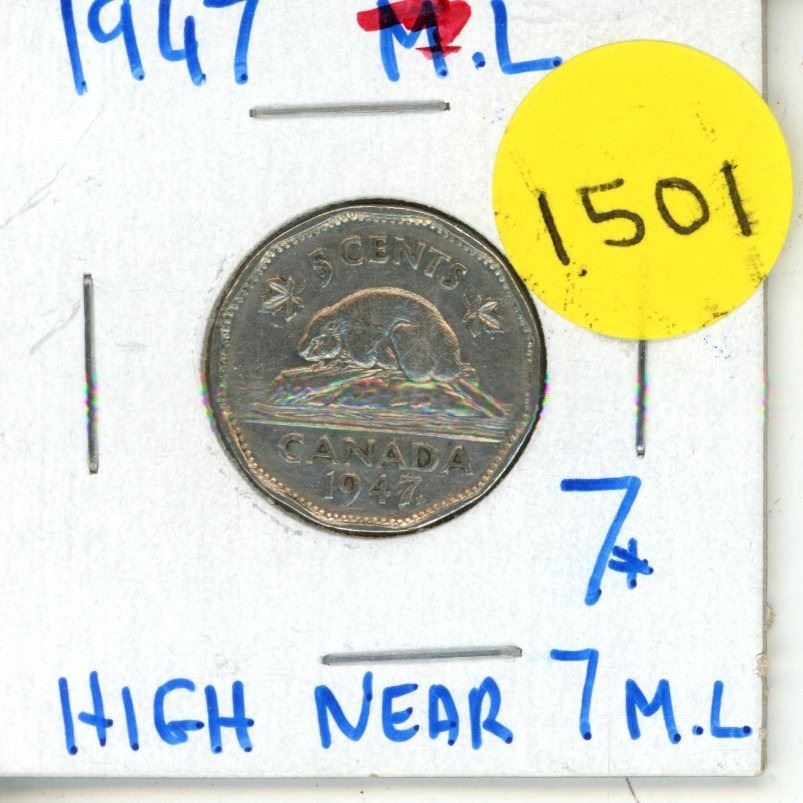 1947 M.L
1501
5 CENTS
CANADA
1947.
7*
HIGH NEAR 7 M.L